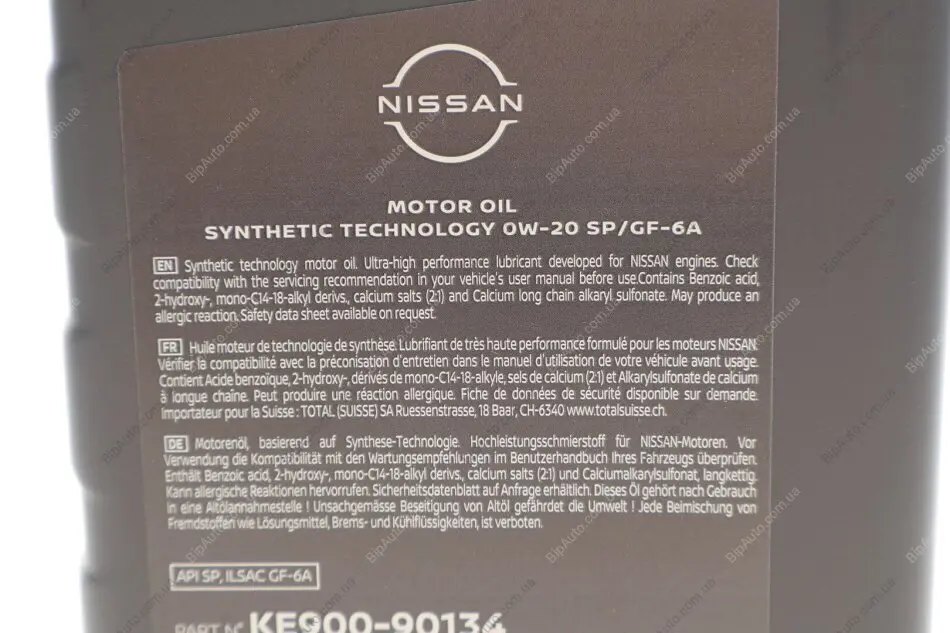 NISSAN
MOTOR OIL
SYNTHETIC TECHNOLOGY 0W-20 SP/GF-6A
EN Synthetic technology motor oil. Ultra-high performance lubricant developed for NISSAN engines. Check
compatibility with the servicing recommendation in your vehicle's user manual before use.Contains Benzoic acid,
2-hydroxy-, mono-C14-18-alkyl derivs., calcium salts (2:1) and Calcium long chain alkaryl sulfonate. May produce an
allergic reaction. Safety data sheet available on request.
FR Huile moteur de technologie de synthèse. Lubrifiant de très haute performance formulé pour les moteurs NISSAN.
Vérifier la compatibilité avec la préconisation d'entretien dans le manuel d'utilisation de votre véhicule avant usage.
Contient Acide benzoïque, 2-hydroxy-, dérivés de mono-C14-18-alkyle, sels de calcium (2:1) et Alkarylsulfonate de calcium
à longue chaine. Peut produire une réaction allergique. Fiche de données de sécurité disponible sur demande.
Importateur pour la Suisse : TOTAL (SUISSE) SA Ruessenstrasse, 18 Baar, CH-6340 www.totalsuisse.ch.
DE Motorenöl, basierend auf Synthese-Technologie. Hochleistungsschmierstoff für NISSAN-Motoren. Vor
Verwendung die Kompatibilität mit den Wartungsempfehlungen im Benutzerhandbuch Ihres Fahrzeugs überprüfen.
Enthält Benzoic acid, 2-hydroxy-, mono-C14-18-alkyl derivs., calcium salts (2:1) und Calciumalkarylsulfonat, langkettig.
Kann allergische Reaktionen hervorrufen. Sicherheitsdatenblatt auf Anfrage erhältlich. Dieses Öl gehört nach Gebrauch
in eine Altölannahmestelle ! Unsachgemässe Beseitigung von Altöl gefährdet die Umwelt ! Jede Beimischung von
Fremdstoffen wie Lösungsmittel, Brems- und Kühlflüssigkeiten, ist verboten.
API SP, ILSAC GF-6A
PART N° KE900-90134
BipAuto.com.ua